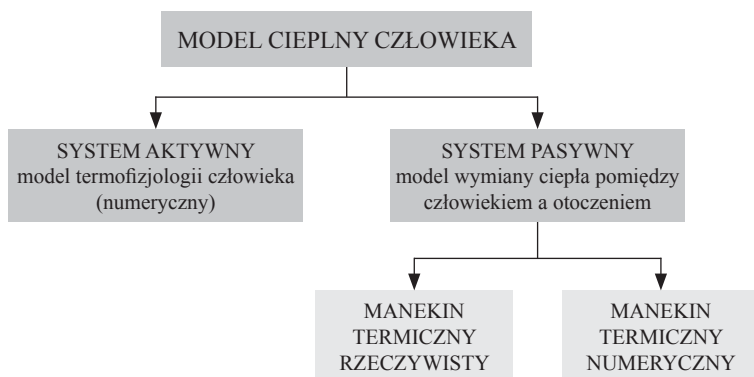 MODEL CIEPLNY CZŁOWIEKA
SYSTEM AKTYWNY
model termofizjologii człowieka
(numeryczny)
SYSTEM PASYWNY
model wymiany ciepła pomiędzy
człowiekiem a otoczeniem
MANEKIN
TERMICZNY
RZECZYWISTY
MANEKIN
TERMICZNY
NUMERYCZNY